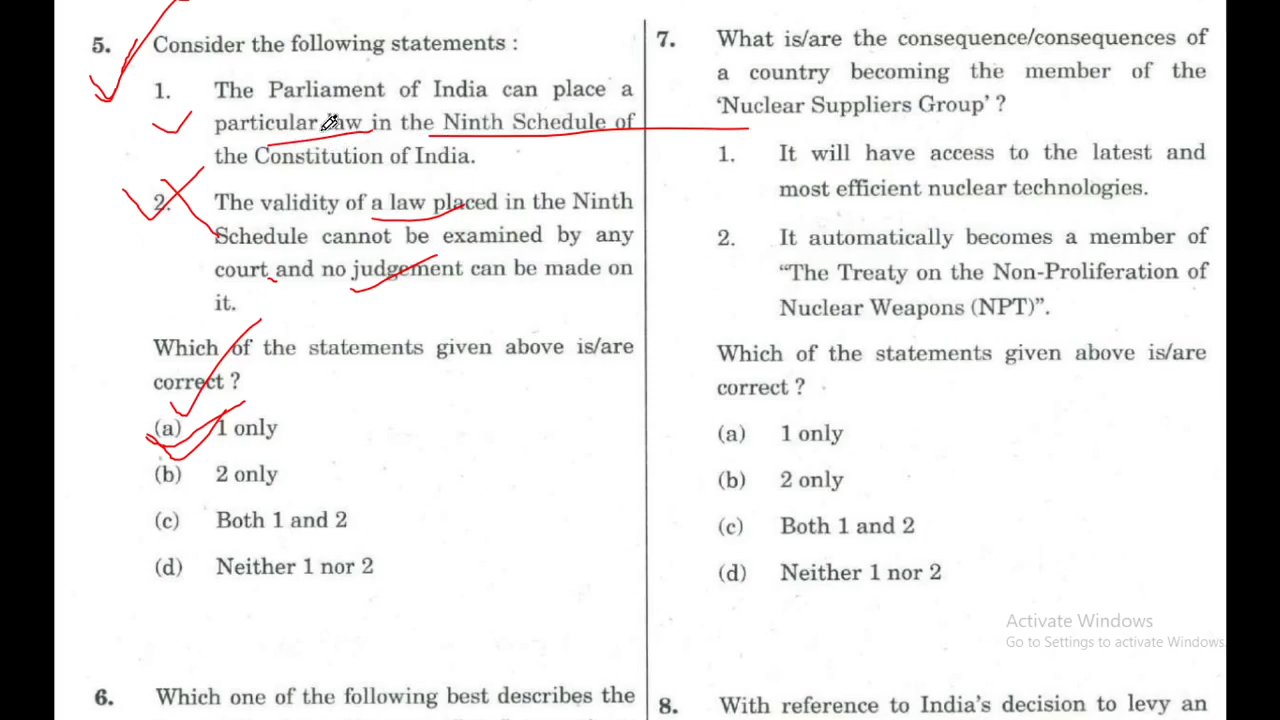 5. Consider the following statements :
1. The Parliament of India can place a
particular law in the Ninth Schedule of
the Constitution of India.
2. The validity of a law placed in the Ninth
Schedule cannot be examined by any
court and no judgement can be made on
it.
Which of the statements given above is/are
correct ?
(a) 1 only
(b) 2 only
(c) Both 1 and 2
(d) Neither 1 nor 2
6. Which one of the following best describes the
7. What is/are the consequence/consequences of
a country becoming the member of the
‘Nuclear Suppliers Group’ ?
1. It will have access to the latest and
most efficient nuclear technologies.
2. It automatically becomes a member of
“The Treaty on the Non-Proliferation of
Nuclear Weapons (NPT)”.
Which of the statements given above is/are
correct ?
(a) 1 only
(b) 2 only
(c) Both 1 and 2
(d) Neither 1 nor 2
8. With reference to India's decision to levy an
Activate Windows
Go to Settings to activate Windows.